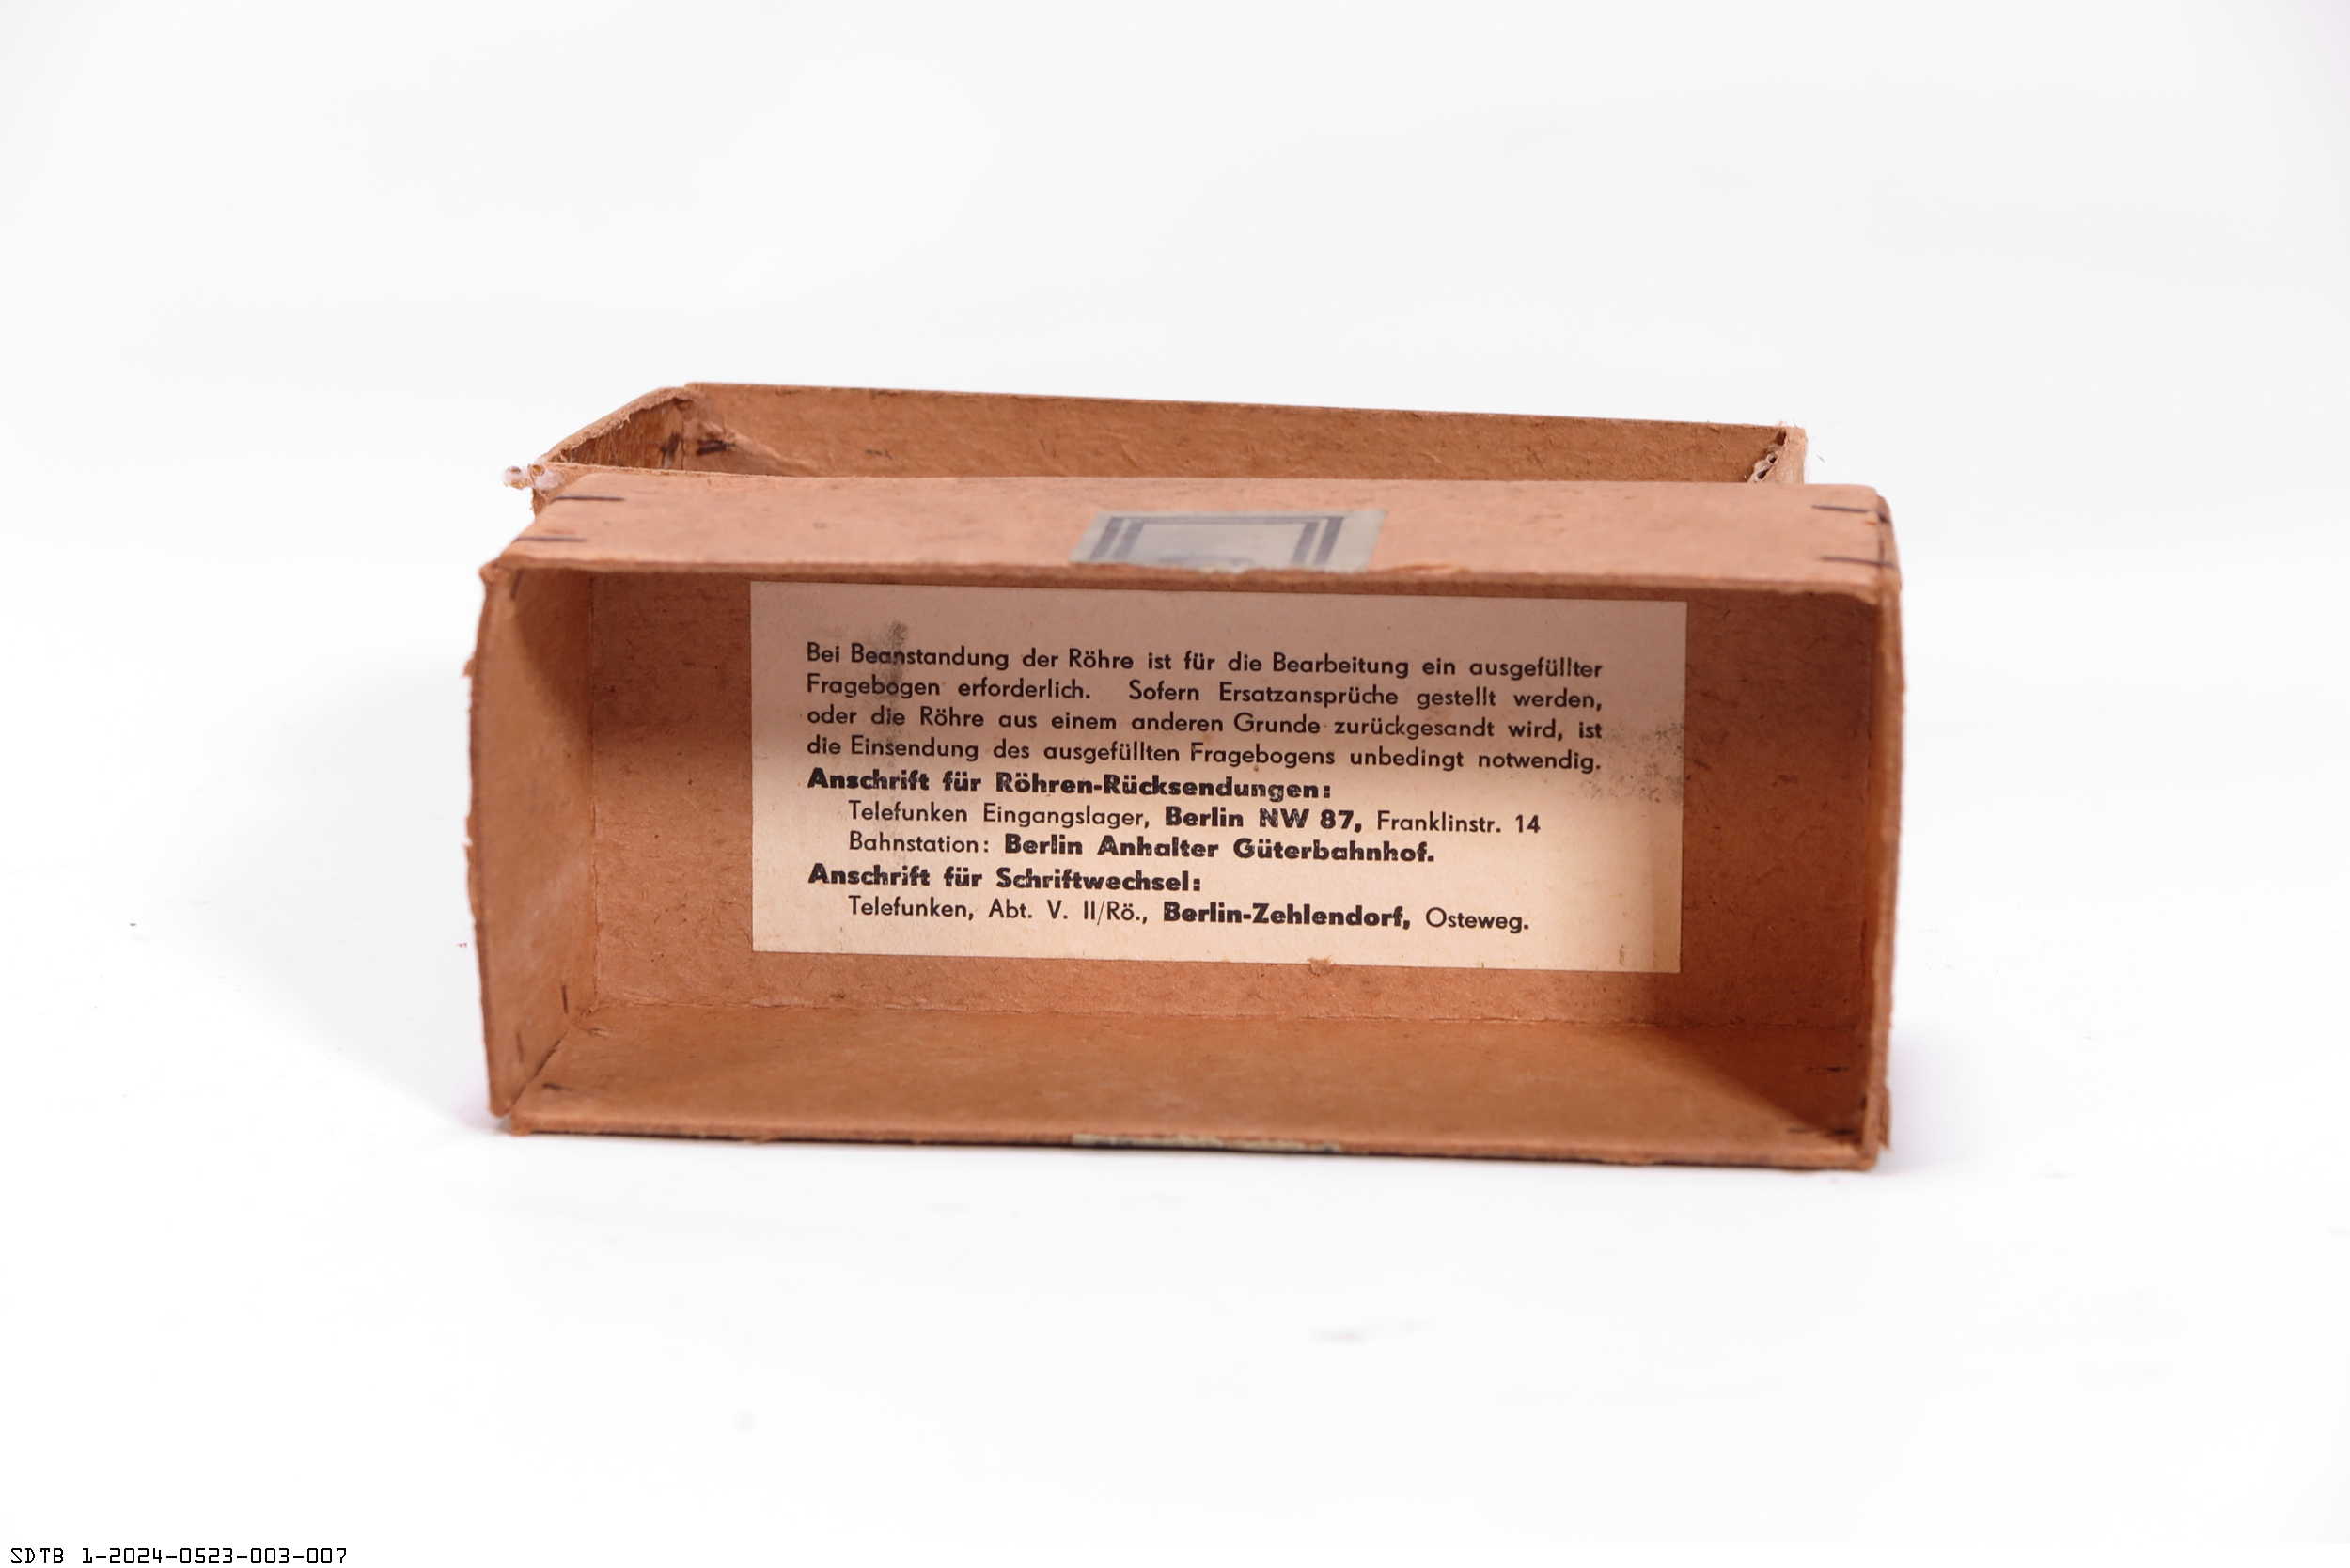 Bei Beanstandung der Röhre ist für die Bearbeitung ein ausgefüllter
Fragebogen erforderlich. Sofern Ersatzansprüche gestellt werden,
oder die Röhre aus einem anderen Grunde zurückgesandt wird, ist
die Einsendung des ausgefüllten Fragebogens unbedingt notwendig.
Anschrift für Röhren-Rücksendungen:
Telefunken Eingangslager, Berlin NW 87, Franklinstr. 14
Bahnstation: Berlin Anhalter Güterbahnhof.
Anschrift für Schriftwechsel:
Telefunken, Abt. V. II/Rö., Berlin-Zehlendorf, Osteweg.
SDTB 1-2024-0523-003-007